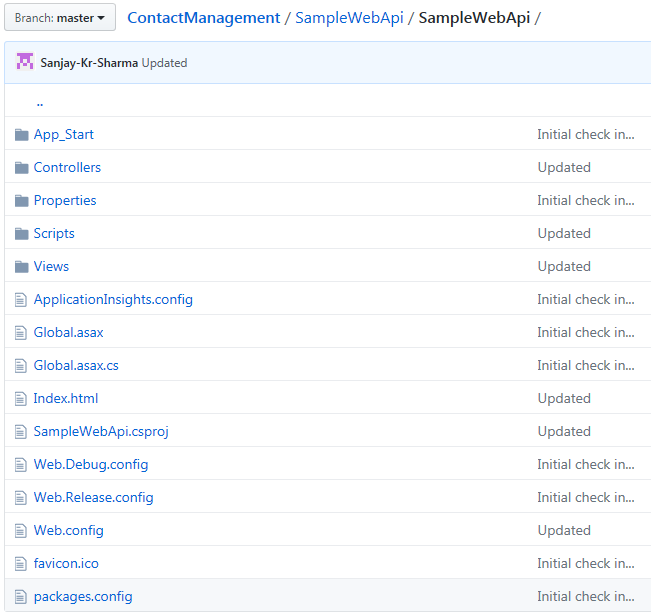 Branch: master ContactManagement / SampleWebApi / SampleWebApi /
Sanjay-Kr-Sharma Updated
..
App_Start Initial check in...
Controllers Updated
Properties Initial check in...
Scripts Updated
Views Updated
ApplicationInsights.config Initial check in...
Global.asax Initial check in...
Global.asax.cs Initial check in...
Index.html Updated
SampleWebApi.csproj Updated
Web.Debug.config Initial check in...
Web.Release.config Initial check in...
Web.config Updated
favicon.ico Initial check in...
packages.config Initial check in...